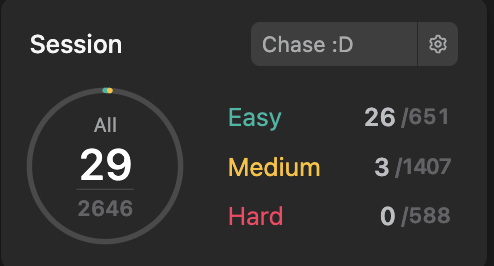 Session
Chase :D
All
29
2646
Easy 26 /651
Medium 3 /1407
Hard 0 /588